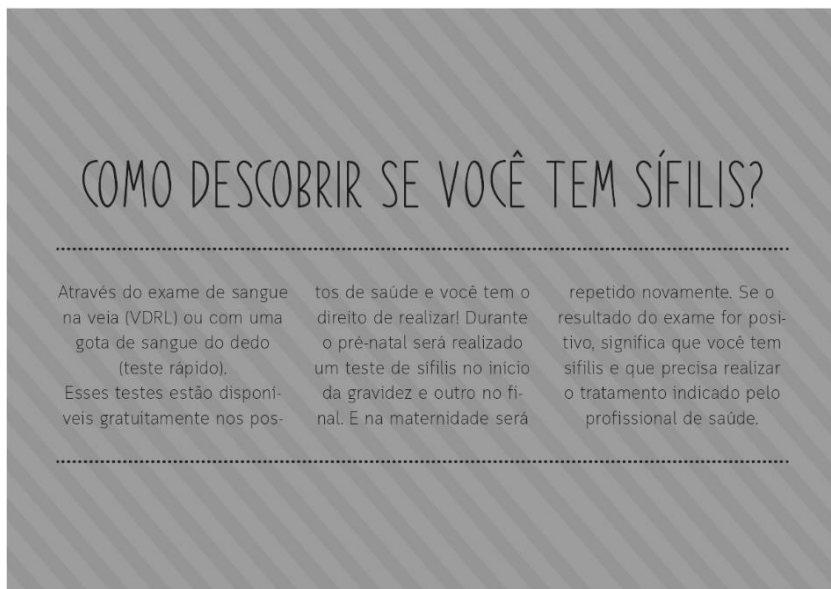 COMO DESCOBRIR SE VOCÊ TEM SÍFILIS?
Através do exame de sangue
na veia (VDRL) ou com uma
gota de sangue do dedo
(teste rápido).
Esses testes estão disponí-
veis gratuitamente nos pos-
tos de saúde e você tem o
direito de realizar! Durante
o pré-natal será realizado
um teste de sífilis no início
da gravidez e outro no fi-
nal. E na maternidade será
repetido novamente. Se o
resultado do exame for posi-
tivo, significa que você tem
sífilis e que precisa realizar
o tratamento indicado pelo
profissional de saúde.